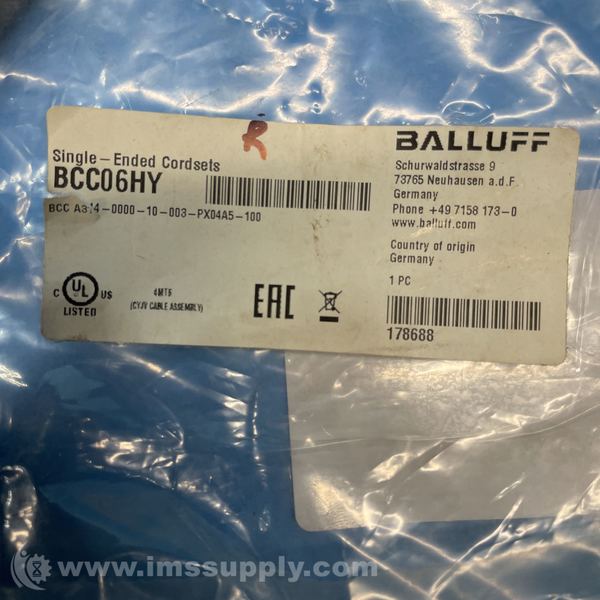 R
Single-Ended Cordsets
BCC06HY
BCC A314-0000-10-003-PX04A5-100
C UL US
LISTED
4MT5
(CYJV CABLE ASSEMBLY)
EAC
BALLUFF
Schurwaldstrasse 9
73765 Neuhausen a.d.F.
Germany
Phone +49 7158 173-0
www.balluff.com
Country of origin
Germany
1 PC
178688
www.imssupply.com